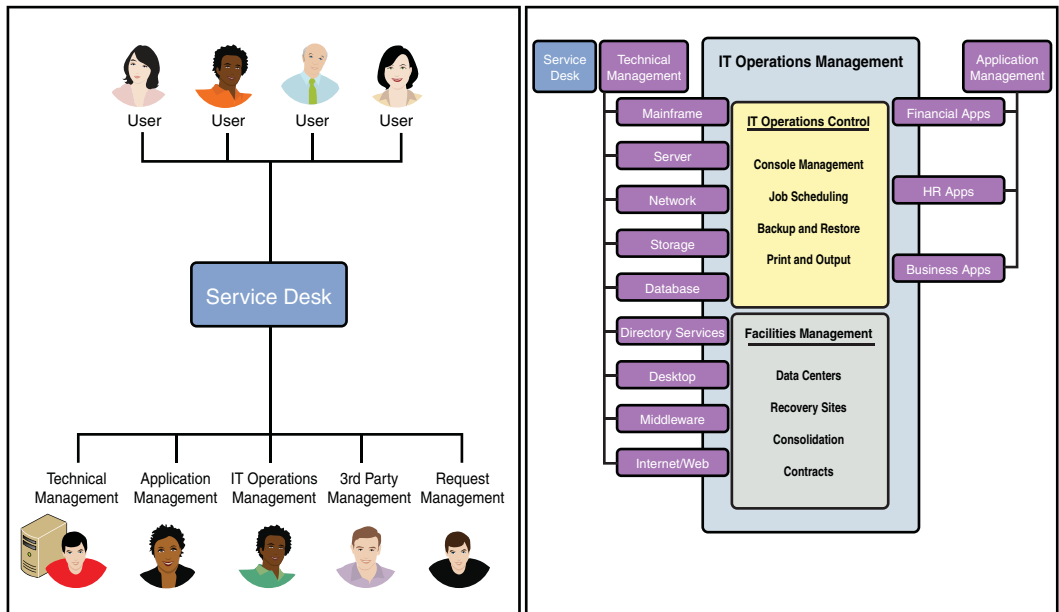 User
User
User
User
Service Desk
Technical
Management
Application
Management
IT Operations
Management
3rd Party
Management
Request
Management
Service
Desk
Technical
Management
IT Operations Management
Application
Management
Mainframe
Server
Network
Storage
Database
Directory Services
Desktop
Middleware
Internet/Web
IT Operations Control
Console Management
Job Scheduling
Backup and Restore
Print and Output
Facilities Management
Data Centers
Recovery Sites
Consolidation
Contracts
Financial Apps
HR Apps
Business Apps